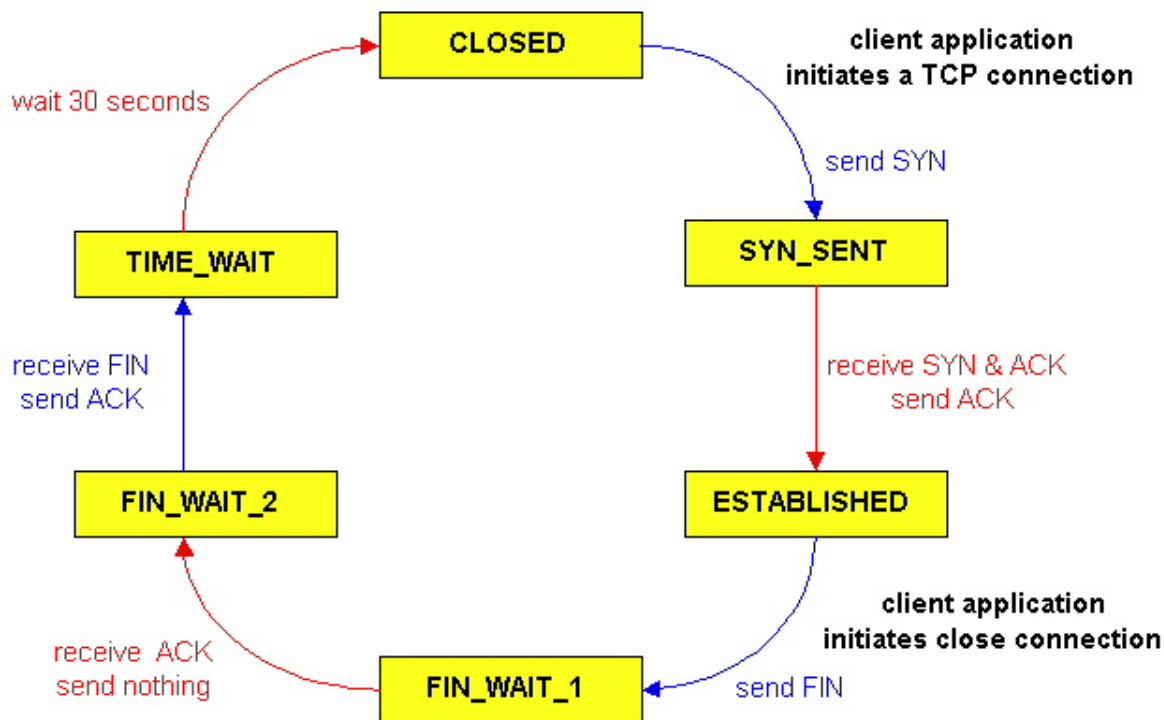 CLOSED
client application
initiates a TCP connection
wait 30 seconds
send SYN
TIME_WAIT
SYN_SENT
receive FIN
send ACK
receive SYN & ACK
send ACK
FIN_WAIT_2
ESTABLISHED
client application
initiates close connection
receive ACK
send nothing
FIN_WAIT_1
send FIN